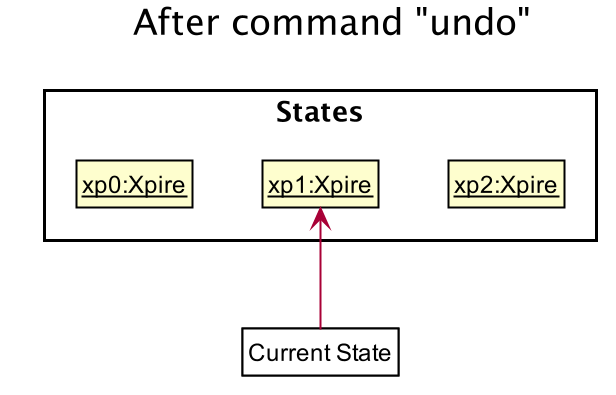 After command "undo"
States
xp0:Xpire
xp1:Xpire
xp2:Xpire
Current State